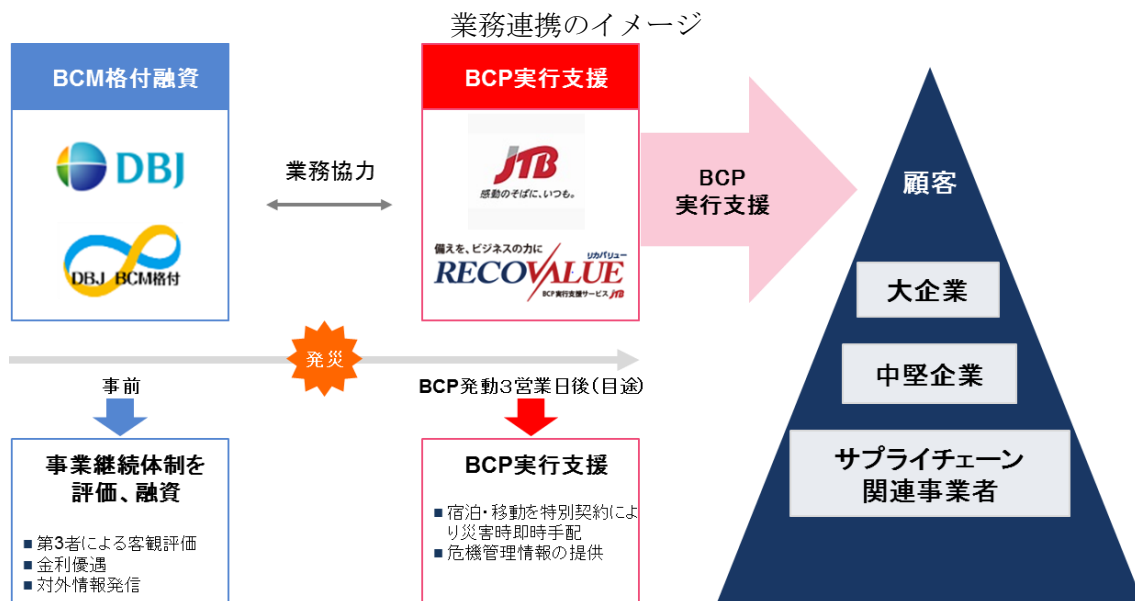 業務連携のイメージ
BCM格付融資
DBJ
DBJ BCM格付
業務協力
BCP実行支援
JTB
感動のそばに、いつも。
備えを、ビジネスの力に
リカバリュー
RECOVALUE
BCP実行支援サービス JTB
BCP
実行支援
顧客
大企業
中堅企業
サプライチェーン
関連事業者
発災
事前
BCP発動3営業日後(目途)
事業継続体制を
評価、融資
■ 第3者による客観評価
■ 金利優遇
■ 対外情報発信
BCP実行支援
■ 宿泊・移動を特別契約によ
り災害時即時手配
■ 危機管理情報の提供